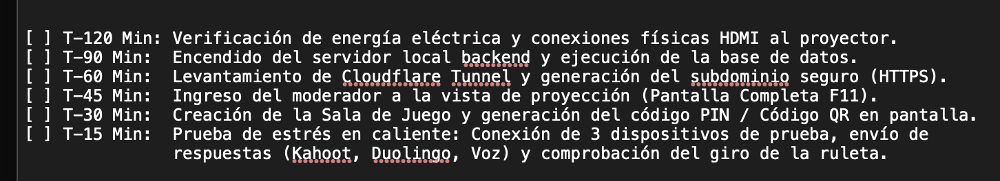 [ ] T-120 Min: Verificación de energía eléctrica y conexiones físicas HDMI al proyector.
[ ] T-90 Min:  Encendido del servidor local backend y ejecución de la base de datos.
[ ] T-60 Min:  Levantamiento de Cloudflare Tunnel y generación del subdominio seguro (HTTPS).
[ ] T-45 Min:  Ingreso del moderador a la vista de proyección (Pantalla Completa F11).
[ ] T-30 Min:  Creación de la Sala de Juego y generación del código PIN / Código QR en pantalla.
[ ] T-15 Min:  Prueba de estrés en caliente: Conexión de 3 dispositivos de prueba, envío de
respuestas (Kahoot, Duolingo, Voz) y comprobación del giro de la ruleta.